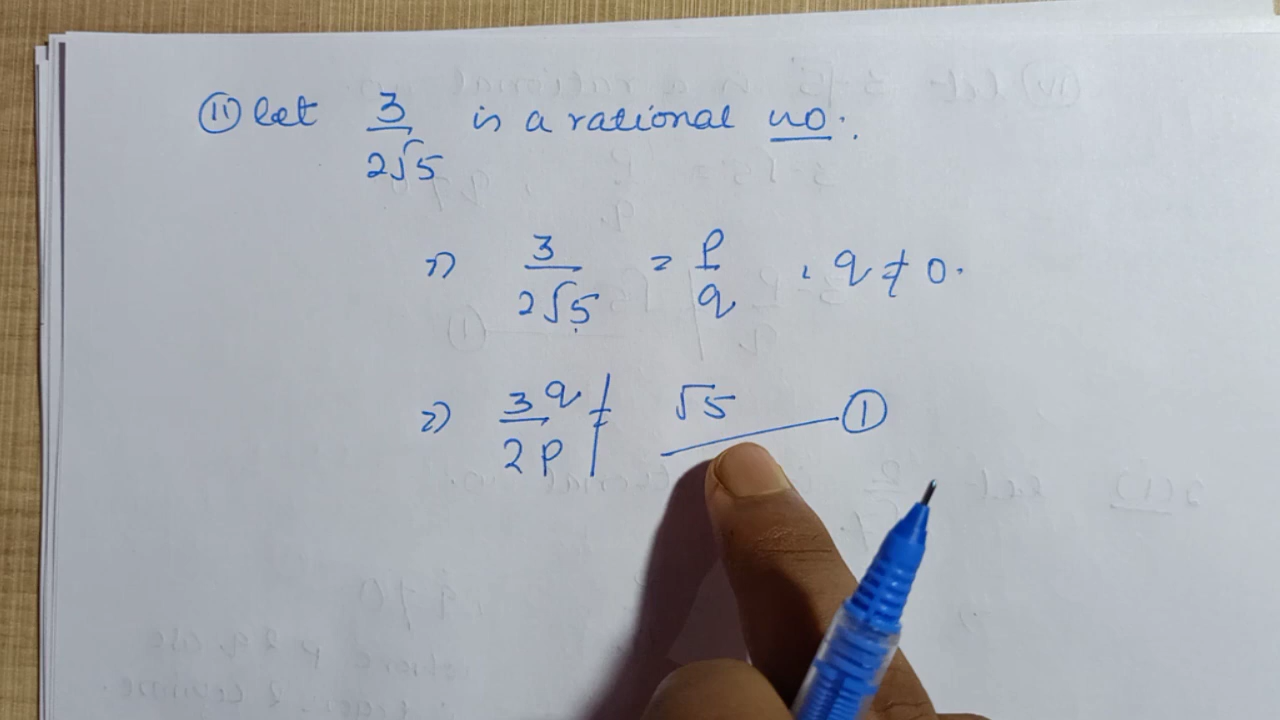 (ii) let 3/2√5 is a rational no.
⇒ 3/2√5 = p/q , q ≠ 0.
⇒ 3q/2p = √5 ①